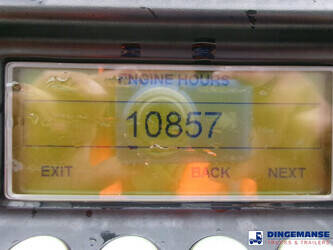 ENGINE HOURS
10857
EXIT BACK NEXT
DINGEMANSE
TRUCKS & TRAILERS